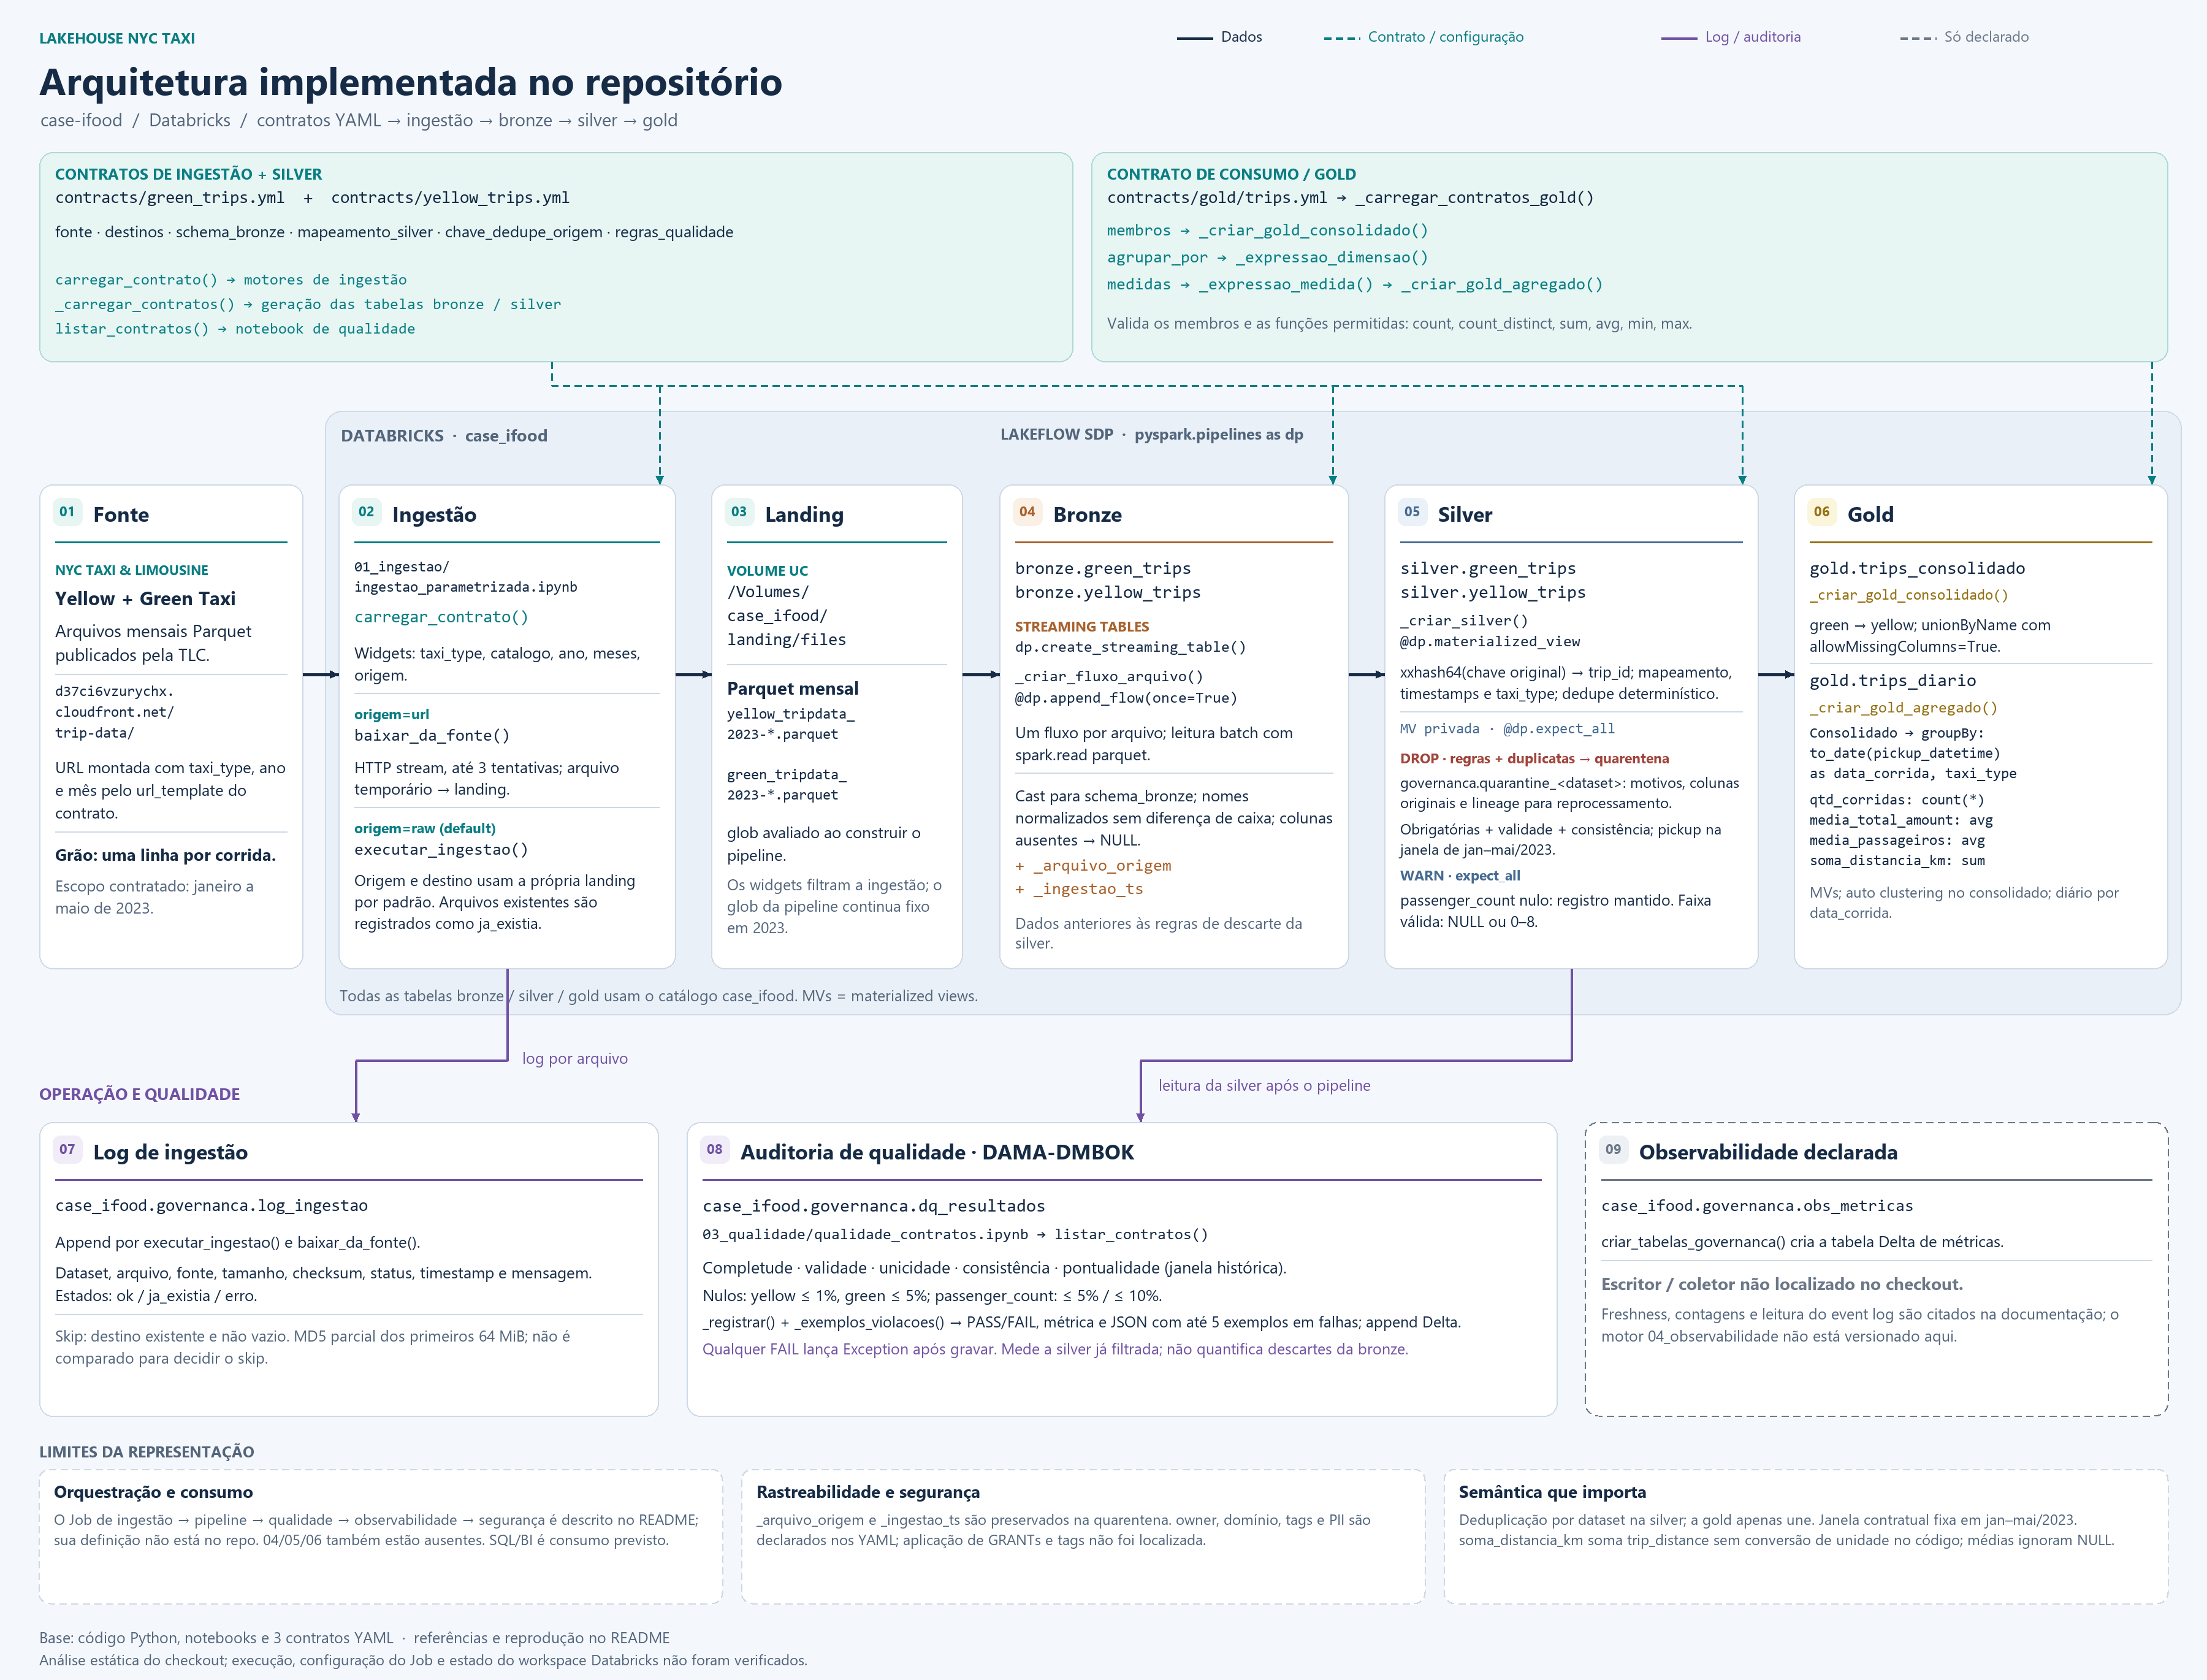 LAKEHOUSE NYC TAXI
Dados
Contrato / configuração
Log / auditoria
Só declarado
Arquitetura implementada no repositório
case-ifood / Databricks / contratos YAML → ingestão → bronze → silver → gold
CONTRATOS DE INGESTÃO + SILVER
contracts/green_trips.yml + contracts/yellow_trips.yml
fonte · destinos · schema_bronze · mapeamento_silver · chave_dedupe_origem · regras_qualidade
carregar_contrato() → motores de ingestão
_carregar_contratos() → geração das tabelas bronze / silver
listar_contratos() → notebook de qualidade
CONTRATO DE CONSUMO / GOLD
contracts/gold/trips.yml → _carregar_contratos_gold()
membros → _criar_gold_consolidado()
agrupar_por → _expressao_dimensao()
medidas → _expressao_medida() → _criar_gold_agregado()
Valida os membros e as funções permitidas: count, count_distinct, sum, avg, min, max.
DATABRICKS · case_ifood
LAKEFLOW SDP · pyspark.pipelines as dp
01 Fonte
NYC TAXI & LIMOUSINE
Yellow + Green Taxi
Arquivos mensais Parquet
publicados pela TLC.
d37ci6vzurychx.
cloudfront.net/
trip-data/
URL montada com taxi_type, ano
e mês pelo url_template do
contrato.
Grão: uma linha por corrida.
Escopo contratado: janeiro a
maio de 2023.
02 Ingestão
01_ingestao/
ingestao_parametrizada.ipynb
carregar_contrato()
Widgets: taxi_type, catalogo, ano, meses,
origem.
origem=url
baixar_da_fonte()
HTTP stream, até 3 tentativas; arquivo
temporário → landing.
origem=raw (default)
executar_ingestao()
Origem e destino usam a própria landing
por padrão. Arquivos existentes são
registrados como ja_existia.
03 Landing
VOLUME UC
/Volumes/
case_ifood/
landing/files
Parquet mensal
yellow_tripdata_
2023-*.parquet
green_tripdata_
2023-*.parquet
glob avaliado ao construir o
pipeline.
Os widgets filtram a ingestão; o
glob da pipeline continua fixo
em 2023.
04 Bronze
bronze.green_trips
bronze.yellow_trips
STREAMING TABLES
dp.create_streaming_table()
_criar_fluxo_arquivo()
@dp.append_flow(once=True)
Um fluxo por arquivo; leitura batch com
spark.read parquet.
Cast para schema_bronze; nomes
normalizados sem diferença de caixa; colunas
ausentes → NULL.
+ _arquivo_origem
+ _ingestao_ts
Dados anteriores às regras de descarte da
silver.
05 Silver
silver.green_trips
silver.yellow_trips
_criar_silver()
@dp.materialized_view
xxhash64(chave original) → trip_id; mapeamento,
timestamps e taxi_type; dedupe determinístico.
MV privada · @dp.expect_all
DROP · regras + duplicatas → quarentena
governanca.quarantine_<dataset>: motivos, colunas
originais e lineage para reprocessamento.
Obrigatórias + validade + consistência; pickup na
janela de jan–mai/2023.
WARN · expect_all
passenger_count nulo: registro mantido. Faixa
válida: NULL ou 0–8.
06 Gold
gold.trips_consolidado
_criar_gold_consolidado()
green → yellow; unionByName com
allowMissingColumns=True.
gold.trips_diario
_criar_gold_agregado()
Consolidado → groupBy:
to_date(pickup_datetime)
as data_corrida, taxi_type
qtd_corridas: count(*)
media_total_amount: avg
media_passageiros: avg
soma_distancia_km: sum
MVs; auto clustering no consolidado; diário por
data_corrida.
Todas as tabelas bronze / silver / gold usam o catálogo case_ifood. MVs = materialized views.
log por arquivo
leitura da silver após o pipeline
OPERAÇÃO E QUALIDADE
07 Log de ingestão
case_ifood.governanca.log_ingestao
Append por executar_ingestao() e baixar_da_fonte().
Dataset, arquivo, fonte, tamanho, checksum, status, timestamp e mensagem.
Estados: ok / ja_existia / erro.
Skip: destino existente e não vazio. MD5 parcial dos primeiros 64 MiB; não é
comparado para decidir o skip.
08 Auditoria de qualidade · DAMA-DMBOK
case_ifood.governanca.dq_resultados
03_qualidade/qualidade_contratos.ipynb → listar_contratos()
Completude · validade · unicidade · consistência · pontualidade (janela histórica).
Nulos: yellow ≤ 1%, green ≤ 5%; passenger_count: ≤ 5% / ≤ 10%.
_registrar() + _exemplos_violacoes() → PASS/FAIL, métrica e JSON com até 5 exemplos em falhas; append Delta.
Qualquer FAIL lança Exception após gravar. Mede a silver já filtrada; não quantifica descartes da bronze.
09 Observabilidade declarada
case_ifood.governanca.obs_metricas
criar_tabelas_governanca() cria a tabela Delta de métricas.
Escritor / coletor não localizado no checkout.
Freshness, contagens e leitura do event log são citados na documentação; o
motor 04_observabilidade não está versionado aqui.
LIMITES DA REPRESENTAÇÃO
Orquestração e consumo
O Job de ingestão → pipeline → qualidade → observabilidade → segurança é descrito no README;
sua definição não está no repo. 04/05/06 também estão ausentes. SQL/BI é consumo previsto.
Rastreabilidade e segurança
_arquivo_origem e _ingestao_ts são preservados na quarentena. owner, domínio, tags e PII são
declarados nos YAML; aplicação de GRANTs e tags não foi localizada.
Semântica que importa
Deduplicação por dataset na silver; a gold apenas une. Janela contratual fixa em jan–mai/2023.
soma_distancia_km soma trip_distance sem conversão de unidade no código; médias ignoram NULL.
Base: código Python, notebooks e 3 contratos YAML · referências e reprodução no README
Análise estática do checkout; execução, configuração do Job e estado do workspace Databricks não foram verificados.